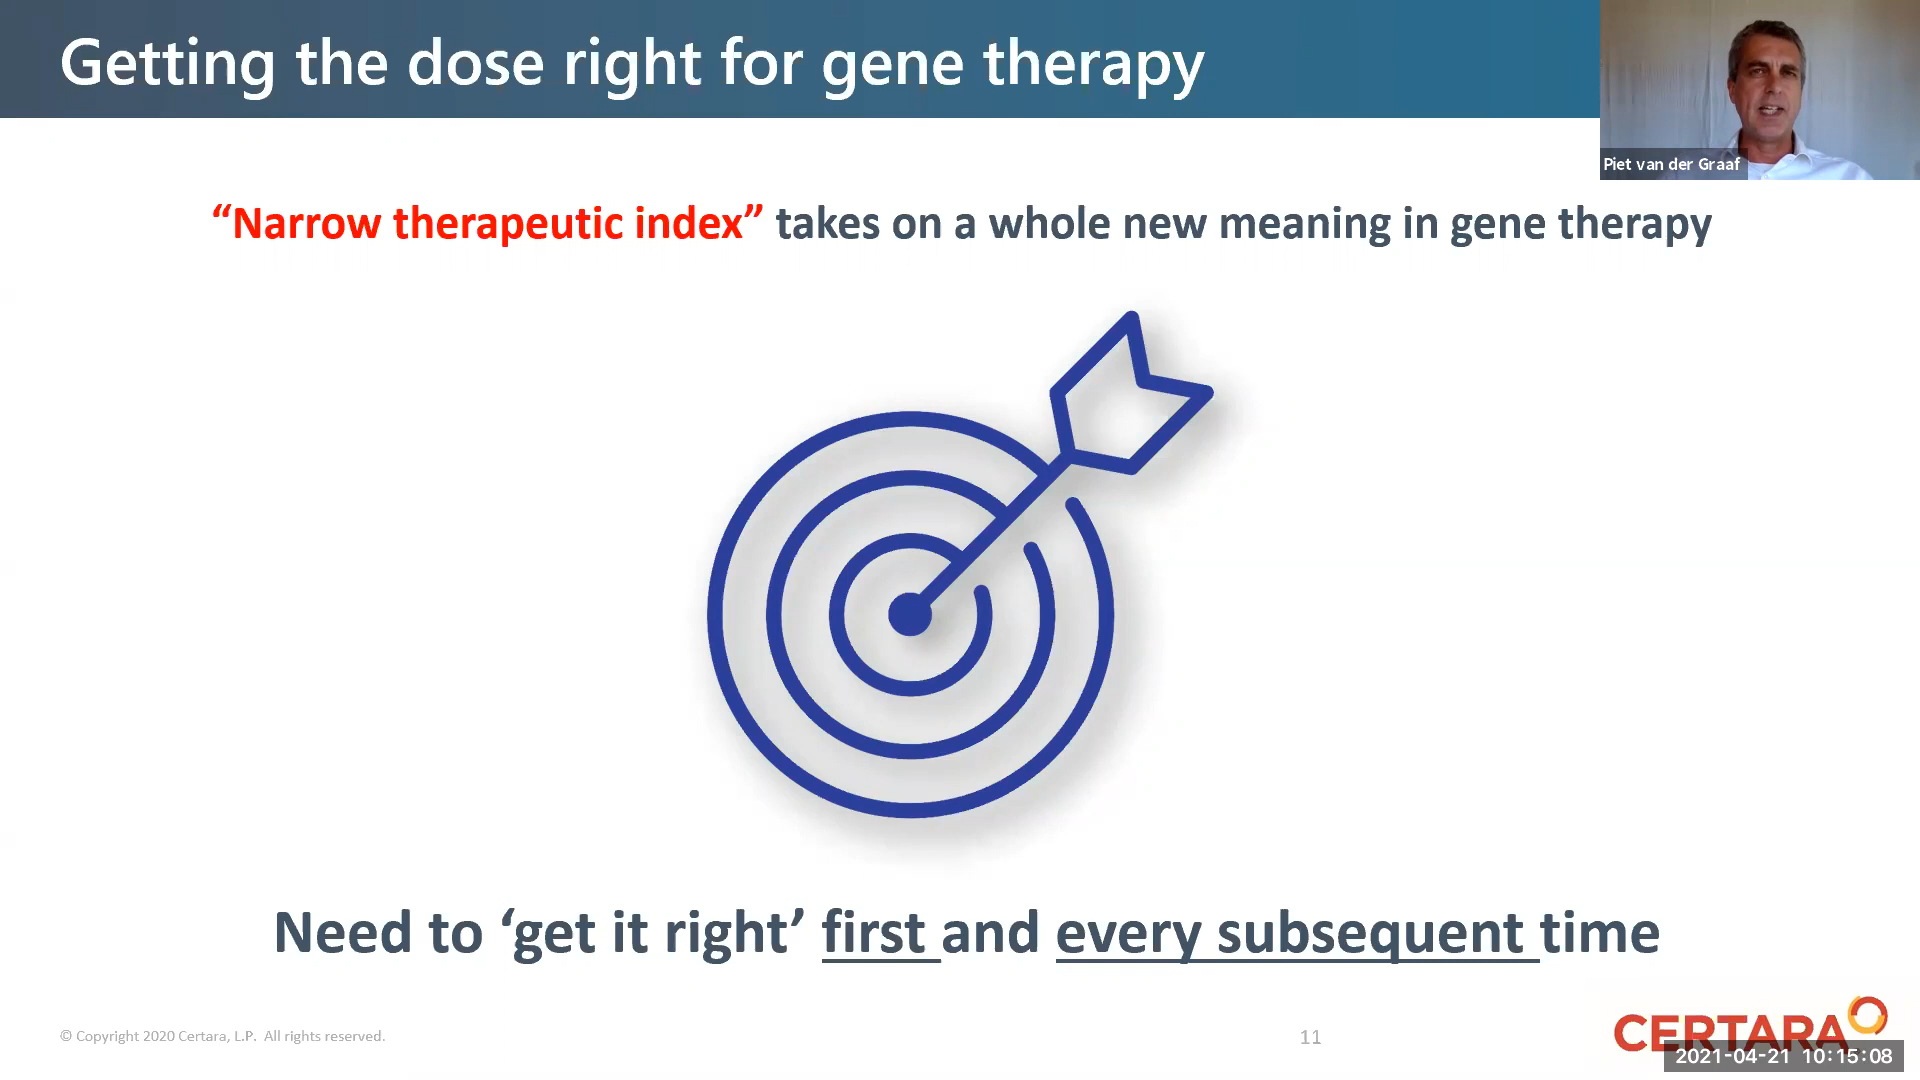 Getting the dose right for gene therapy
Piet van der Graaf
“Narrow therapeutic index” takes on a whole new meaning in gene therapy
Need to ‘get it right’ first and every subsequent time
© Copyright 2020 Certara, L.P. All rights reserved.
11
CERTARA
2021-04-21 10:15:08